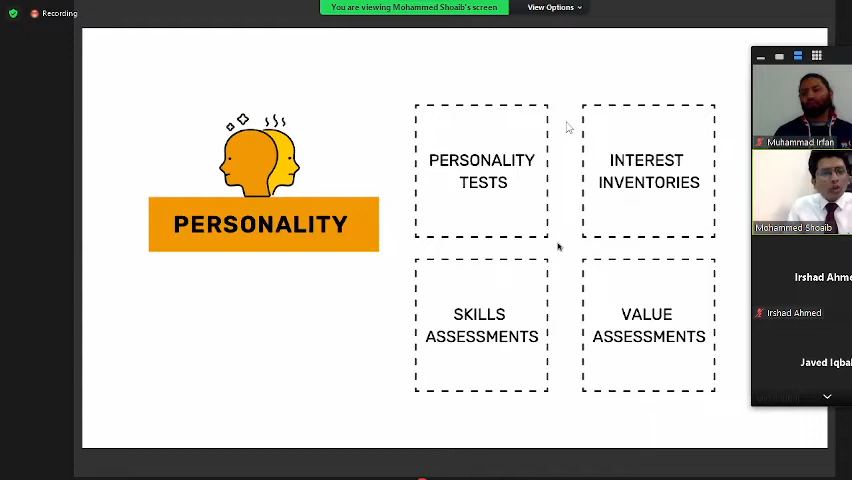 Recording
You are viewing Mohammed Shoaib's screen
View Options
PERSONALITY
PERSONALITY
TESTS
INTEREST
INVENTORIES
SKILLS
ASSESSMENTS
VALUE
ASSESSMENTS
Muhammad Irfan
Mohammed Shoaib
Irshad Ahme
Irshad Ahmed
Javed Iqbal